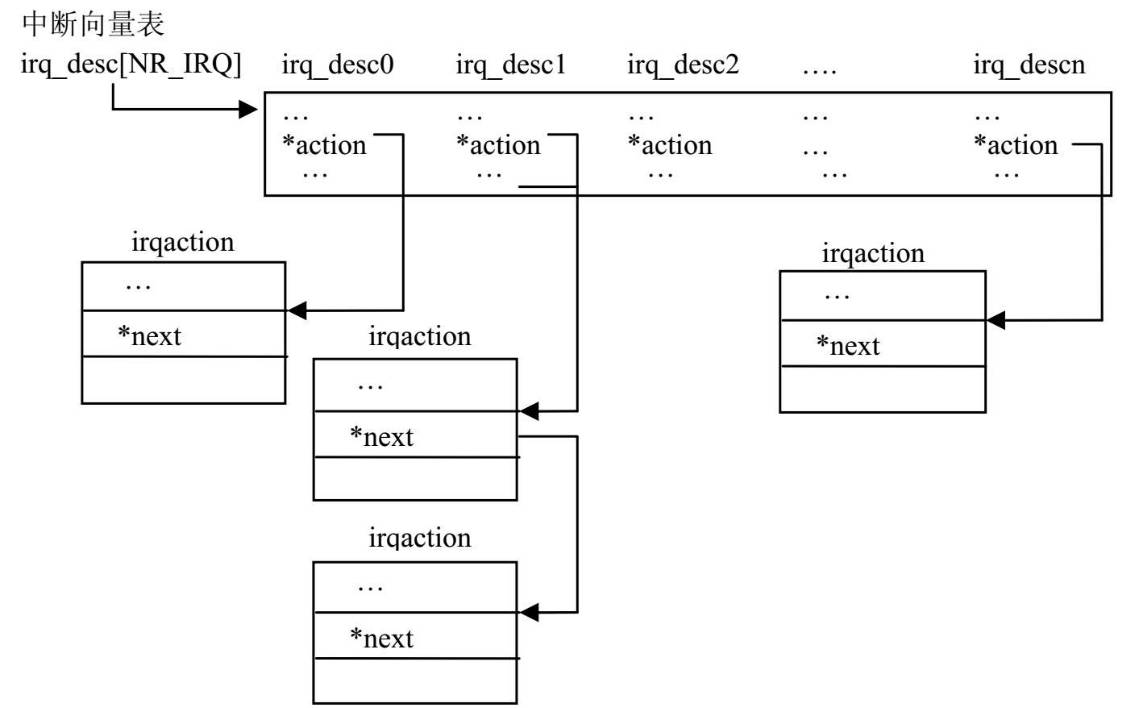 中断向量表
irq_desc[NR_IRQ] irq_desc0 irq_desc1 irq_desc2 …. irq_descn
… … … … …
*action *action *action … *action
… … … … …
irqaction
…
*next
irqaction
…
*next
irqaction
…
*next
irqaction
…
*next